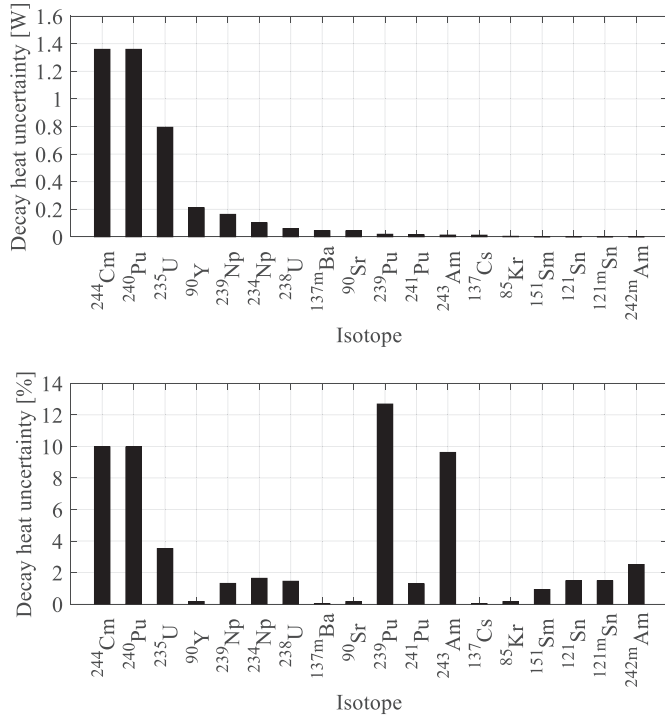 Decay heat uncertainty [W]
1.6
1.4
1.2
1
0.8
0.6
0.4
0.2
0
244Cm
240Pu
235U
90Y
239Np
234Np
238U
137mBa
90Sr
239Pu
241Pu
243Am
137Cs
85Kr
151Sm
121Sn
121mSn
242mAm
Isotope
Decay heat uncertainty [%]
14
12
10
8
6
4
2
0
244Cm
240Pu
235U
90Y
239Np
234Np
238U
137mBa
90Sr
239Pu
241Pu
243Am
137Cs
85Kr
151Sm
121Sn
121mSn
242mAm
Isotope